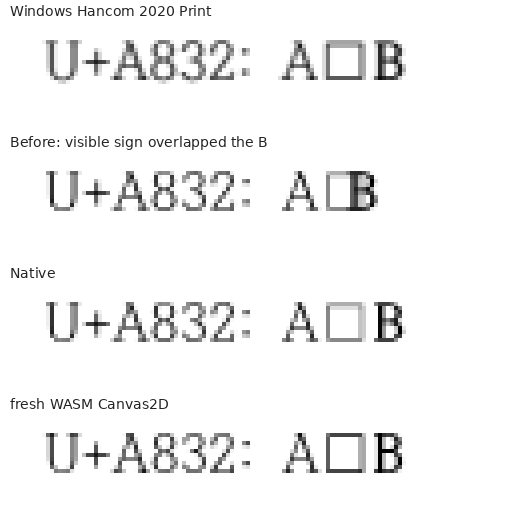 Windows Hancom 2020 Print
U+A832: A□B
Before: visible sign overlapped the B
U+A832: A□B
Native
U+A832: A□B
fresh WASM Canvas2D
U+A832: A□B